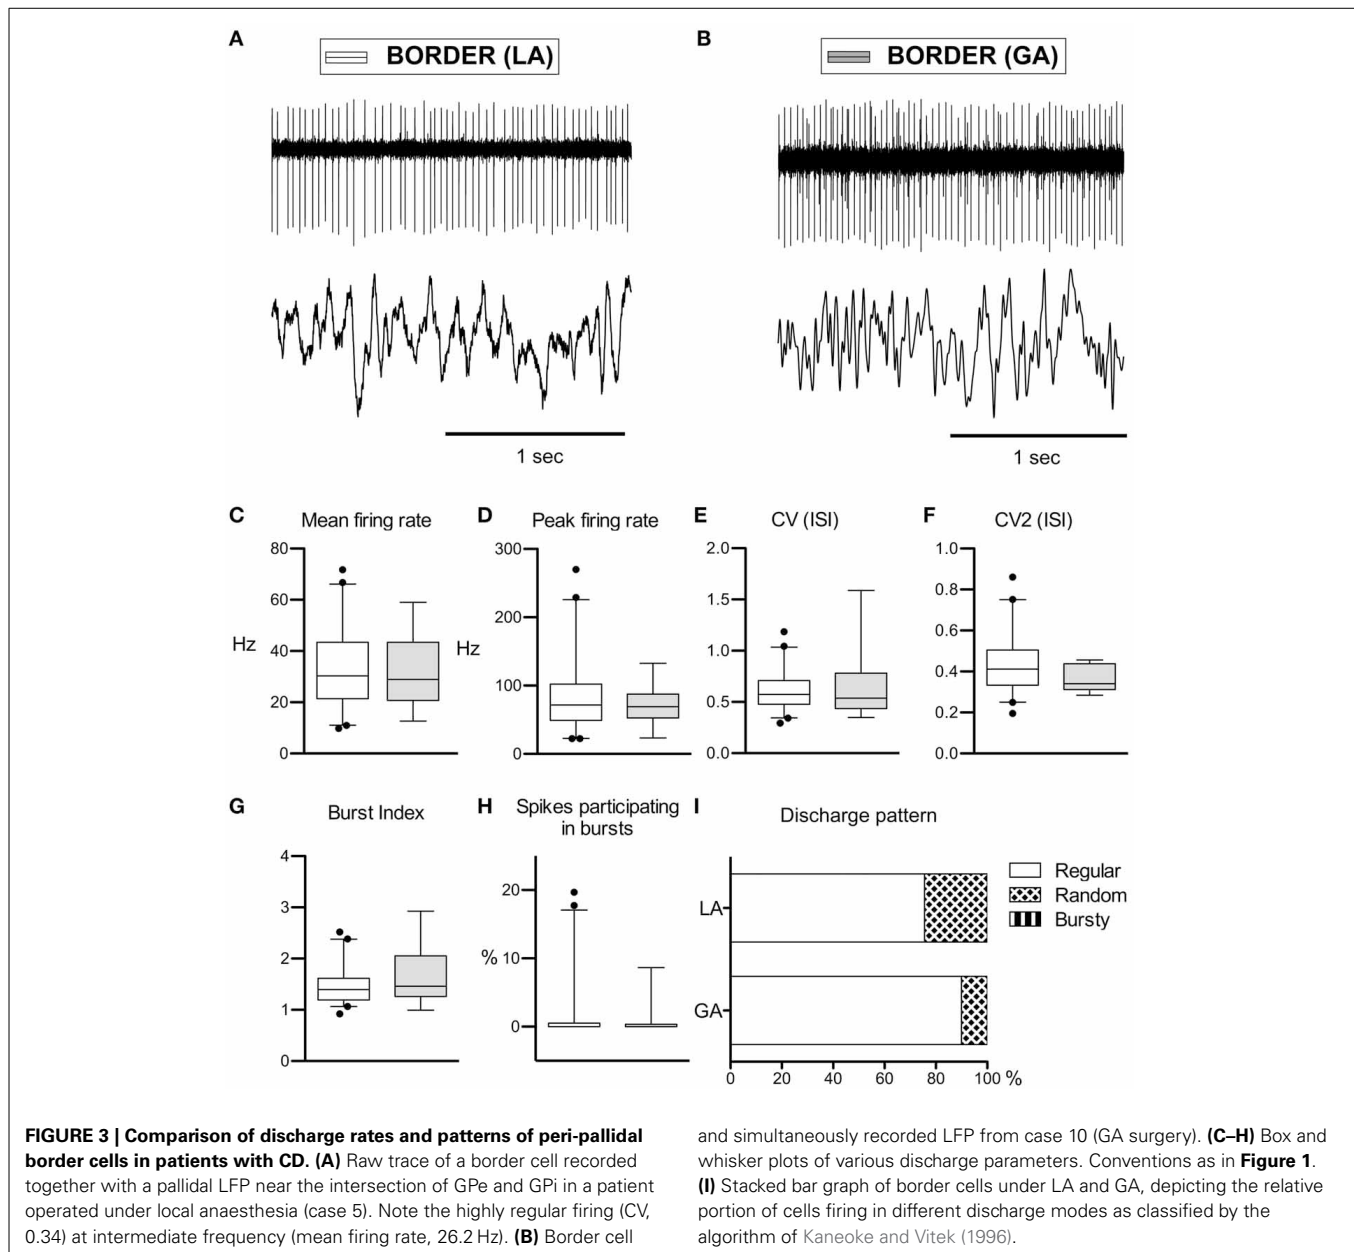 A
BORDER (LA)
B
BORDER (GA)
1 sec
1 sec
C
Mean firing rate
80
60
Hz
40
20
0
D
Peak firing rate
300
200
Hz
100
0
E
CV (ISI)
2.0
1.5
1.0
0.5
0.0
F
CV2 (ISI)
1.0
0.8
0.6
0.4
0.2
0.0
G
Burst Index
4
3
2
1
0
H
Spikes participating
in bursts
20
% 10
0
I
Discharge pattern
LA
GA
0 20 40 60 80 100 %
Regular
Random
Bursty
FIGURE 3 | Comparison of discharge rates and patterns of peri-pallidal
border cells in patients with CD. (A) Raw trace of a border cell recorded
together with a pallidal LFP near the intersection of GPe and GPi in a patient
operated under local anaesthesia (case 5). Note the highly regular firing (CV,
0.34) at intermediate frequency (mean firing rate, 26.2 Hz). (B) Border cell
and simultaneously recorded LFP from case 10 (GA surgery). (C–H) Box and
whisker plots of various discharge parameters. Conventions as in Figure 1.
(I) Stacked bar graph of border cells under LA and GA, depicting the relative
portion of cells firing in different discharge modes as classified by the
algorithm of Kaneoke and Vitek (1996).